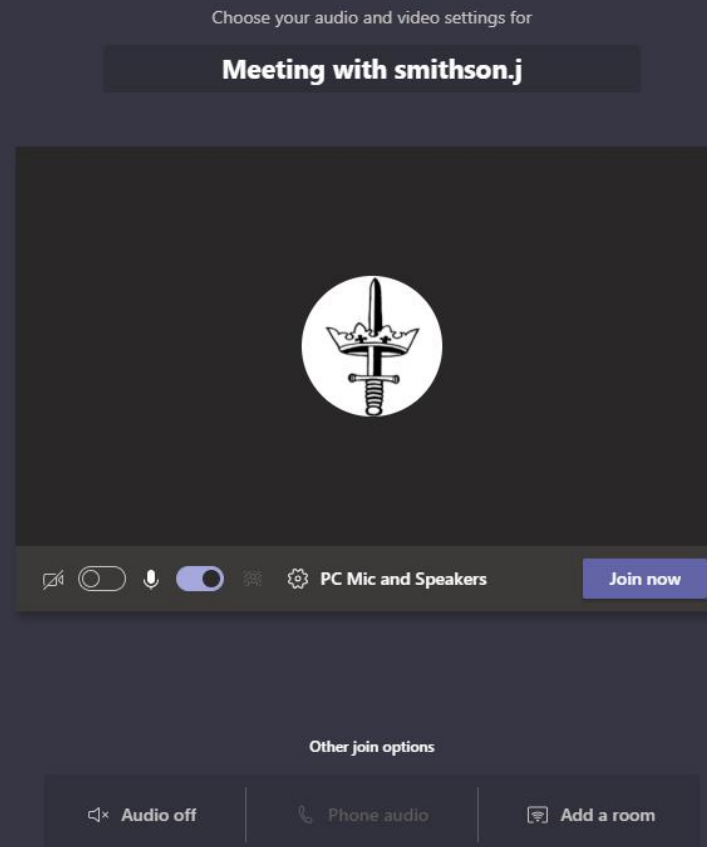 Choose your audio and video settings for
Meeting with smithson.j
PC Mic and Speakers
Join now
Other join options
Audio off
Phone audio
Add a room